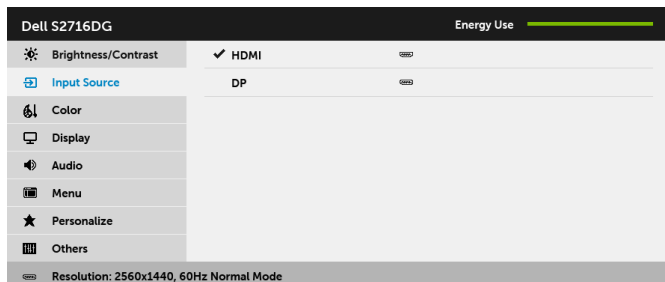 Dell S2716DG
Energy Use
Brightness/Contrast
HDMI
Input Source
DP
Color
Display
Audio
Menu
Personalize
Others
Resolution: 2560x1440, 60Hz Normal Mode